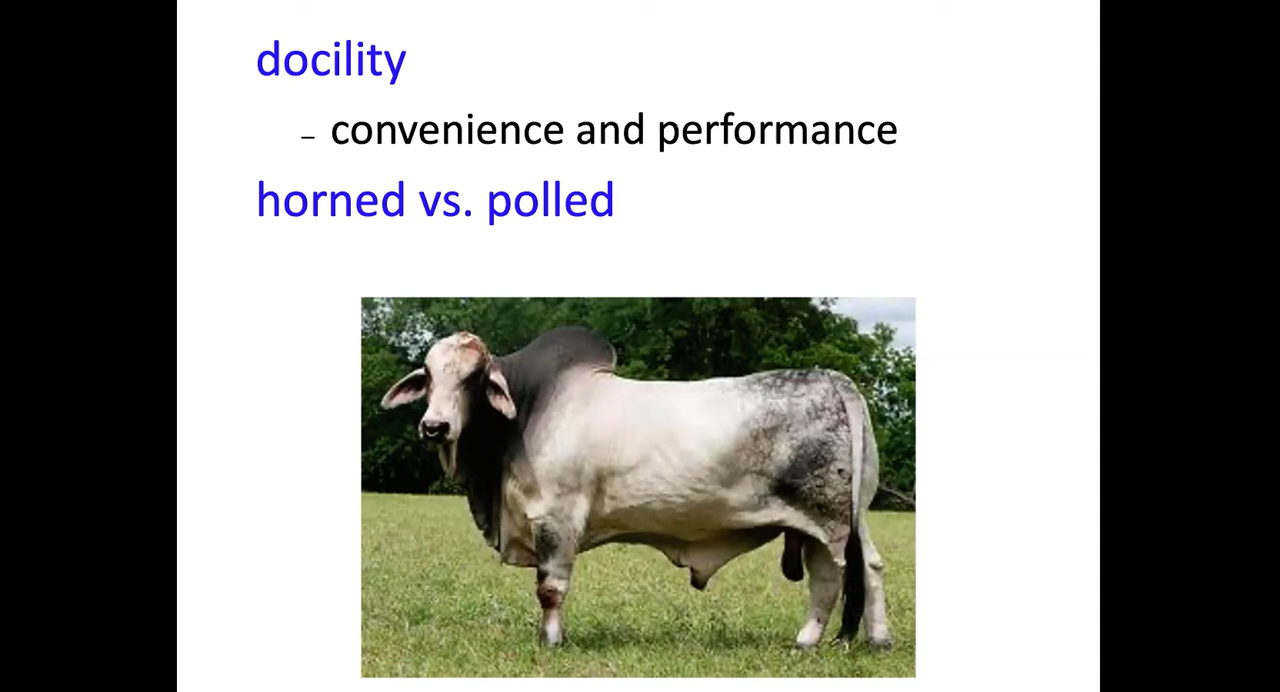 docility
– convenience and performance
horned vs. polled